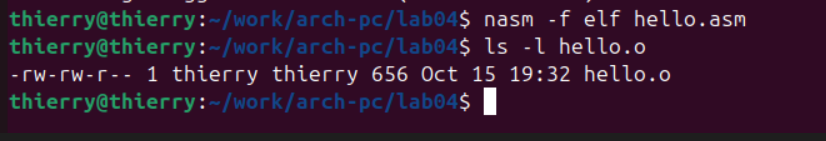 thierry@thierry:~/work/arch-pc/lab04$ nasm -f elf hello.asm
thierry@thierry:~/work/arch-pc/lab04$ ls -l hello.o
-rw-rw-r-- 1 thierry thierry 656 Oct 15 19:32 hello.o
thierry@thierry:~/work/arch-pc/lab04$